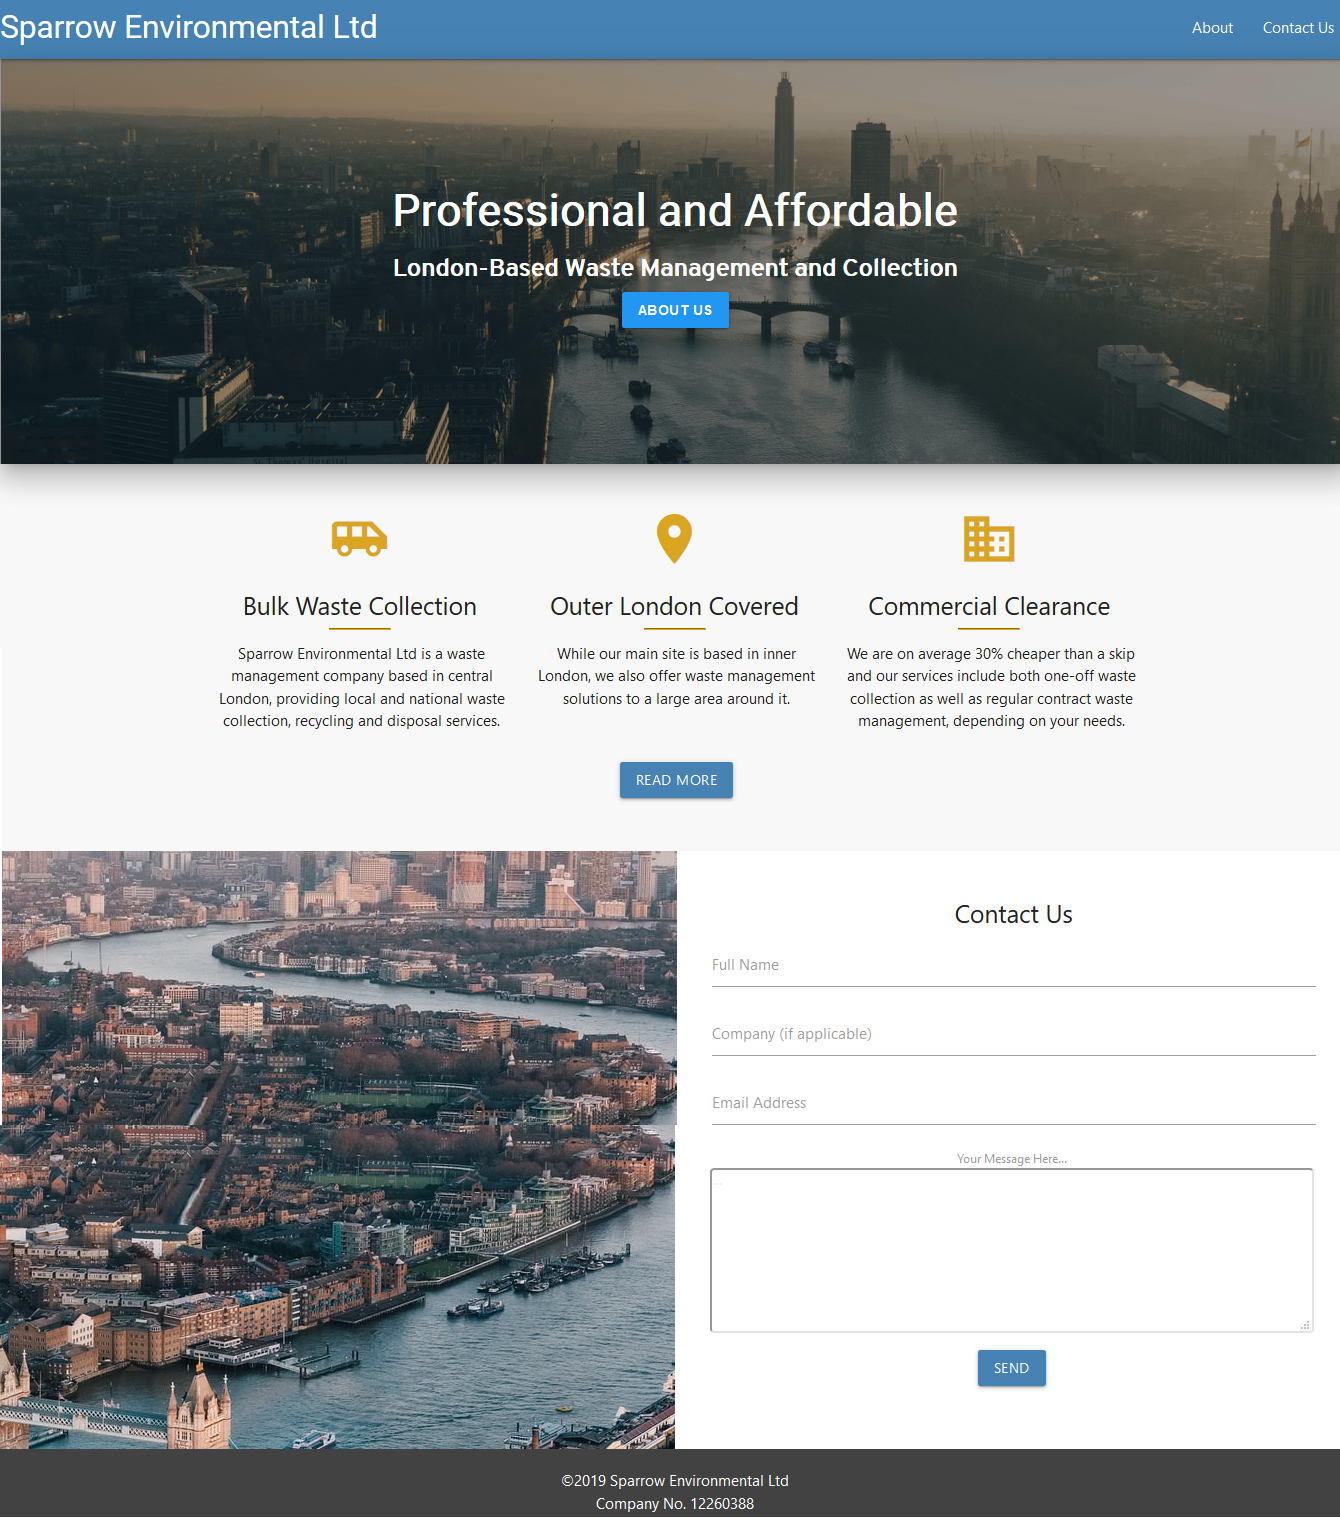 Sparrow Environmental Ltd
About
Contact Us
Professional and Affordable
London-Based Waste Management and Collection
ABOUT US
Bulk Waste Collection
Sparrow Environmental Ltd is a waste
management company based in central
London, providing local and national waste
collection, recycling and disposal services.
Outer London Covered
While our main site is based in inner
London, we also offer waste management
solutions to a large area around it.
Commercial Clearance
We are on average 30% cheaper than a skip
and our services include both one-off waste
collection as well as regular contract waste
management, depending on your needs.
READ MORE
Contact Us
Full Name
Company (if applicable)
Email Address
Your Message Here...
...
SEND
©2019 Sparrow Environmental Ltd
Company No. 12260388